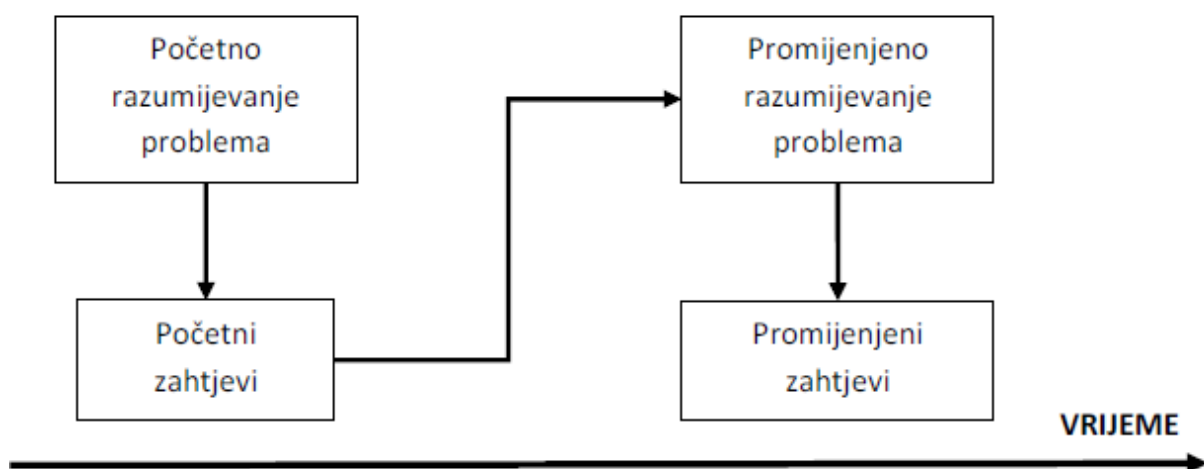 Početno
razumijevanje
problema
Promijenjeno
razumijevanje
problema
Početni
zahtjevi
Promijenjeni
zahtjevi
VRIJEME